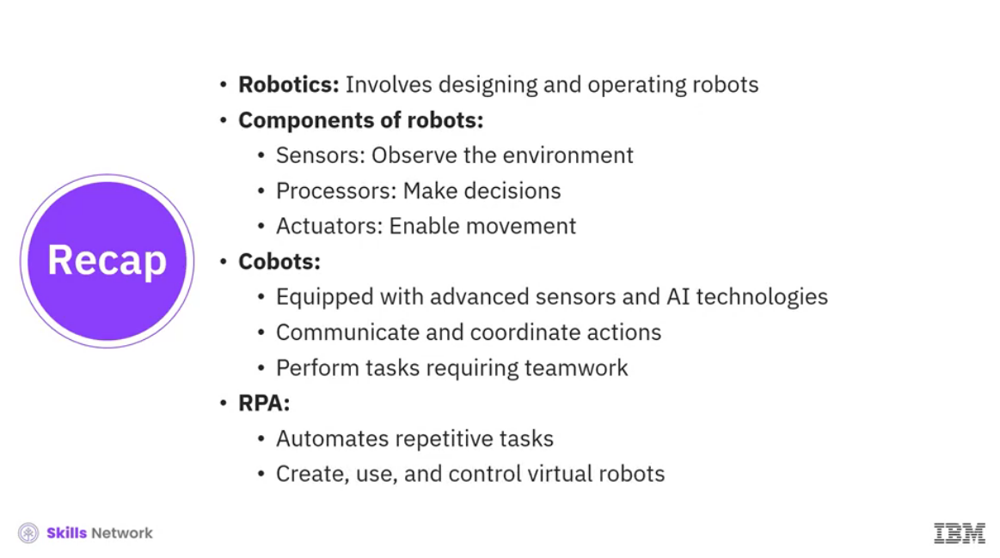 Recap
• Robotics: Involves designing and operating robots
• Components of robots:
• Sensors: Observe the environment
• Processors: Make decisions
• Actuators: Enable movement
• Cobots:
• Equipped with advanced sensors and AI technologies
• Communicate and coordinate actions
• Perform tasks requiring teamwork
• RPA:
• Automates repetitive tasks
• Create, use, and control virtual robots
Skills Network
IBM